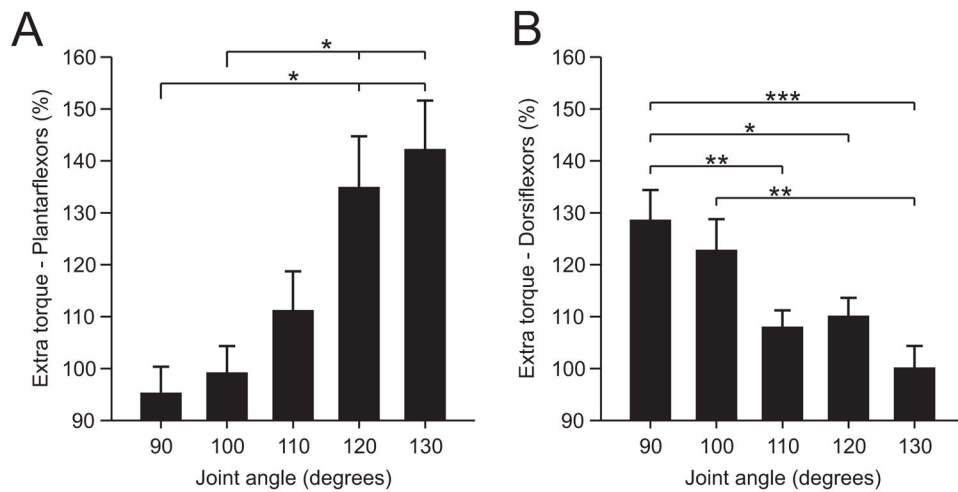 A
Extra torque - Plantarflexors (%)
160
150
140
130
120
110
100
90
*
*
90 100 110 120 130
Joint angle (degrees)
B
Extra torque - Dorsiflexors (%)
160
150
140
130
120
110
100
90
***
*
**
**
90 100 110 120 130
Joint angle (degrees)